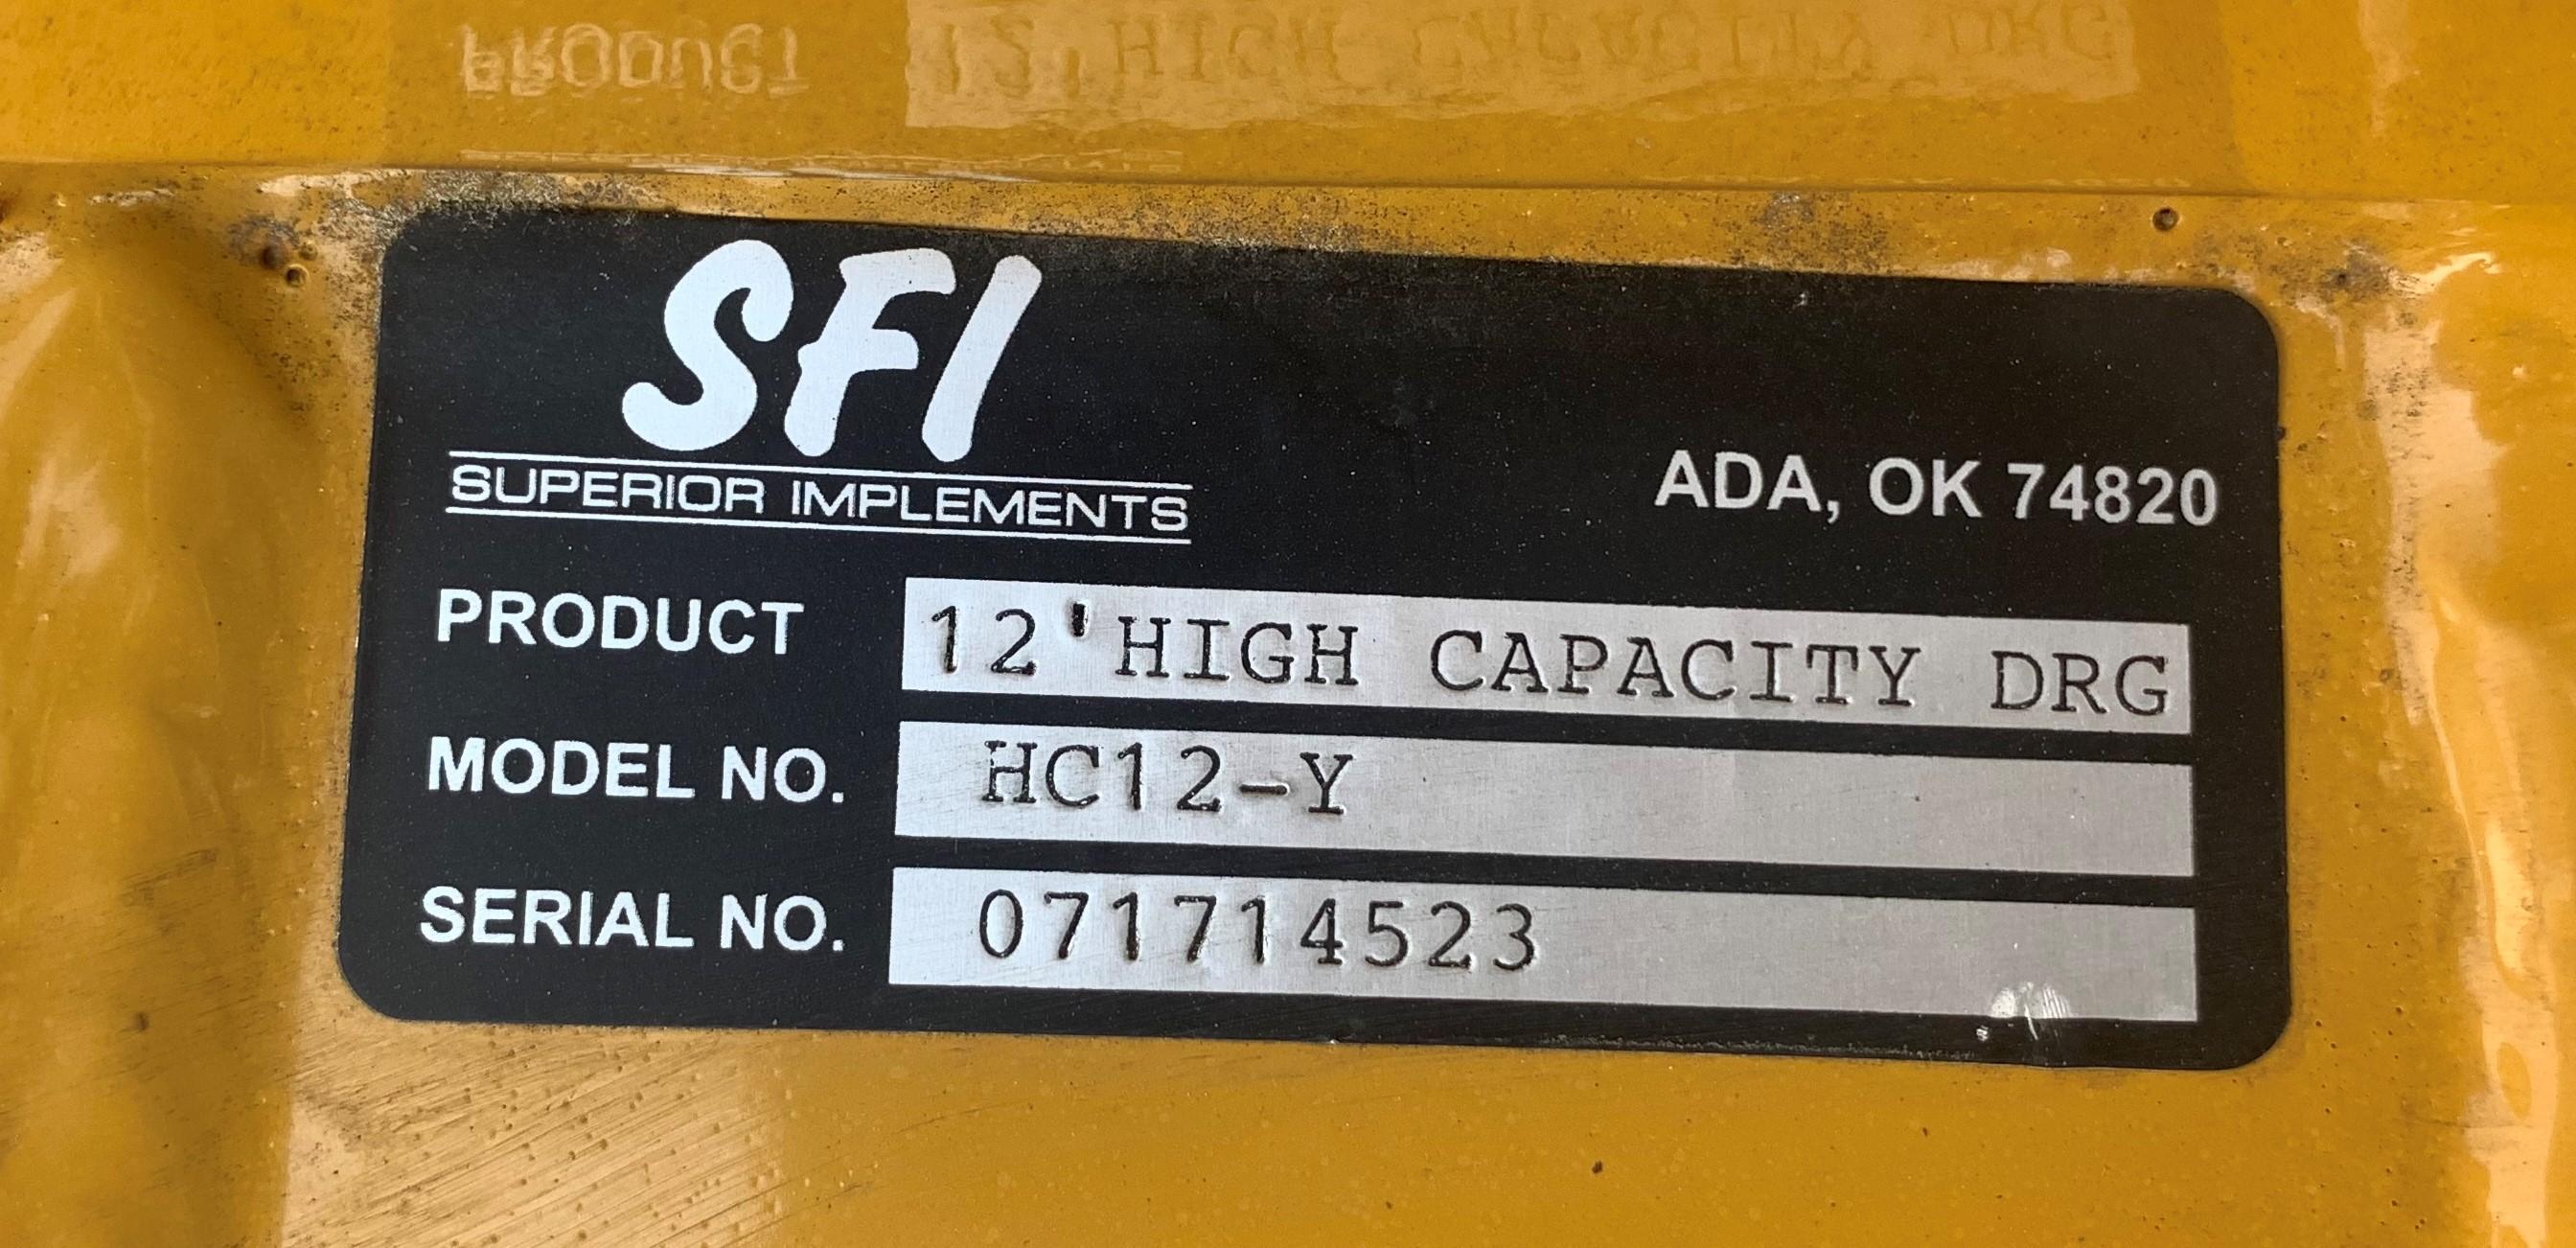 SFI
SUPERIOR IMPLEMENTS
ADA, OK 74820
PRODUCT 12'HIGH CAPACITY DRG
MODEL NO. HC12-Y
SERIAL NO. 071714523